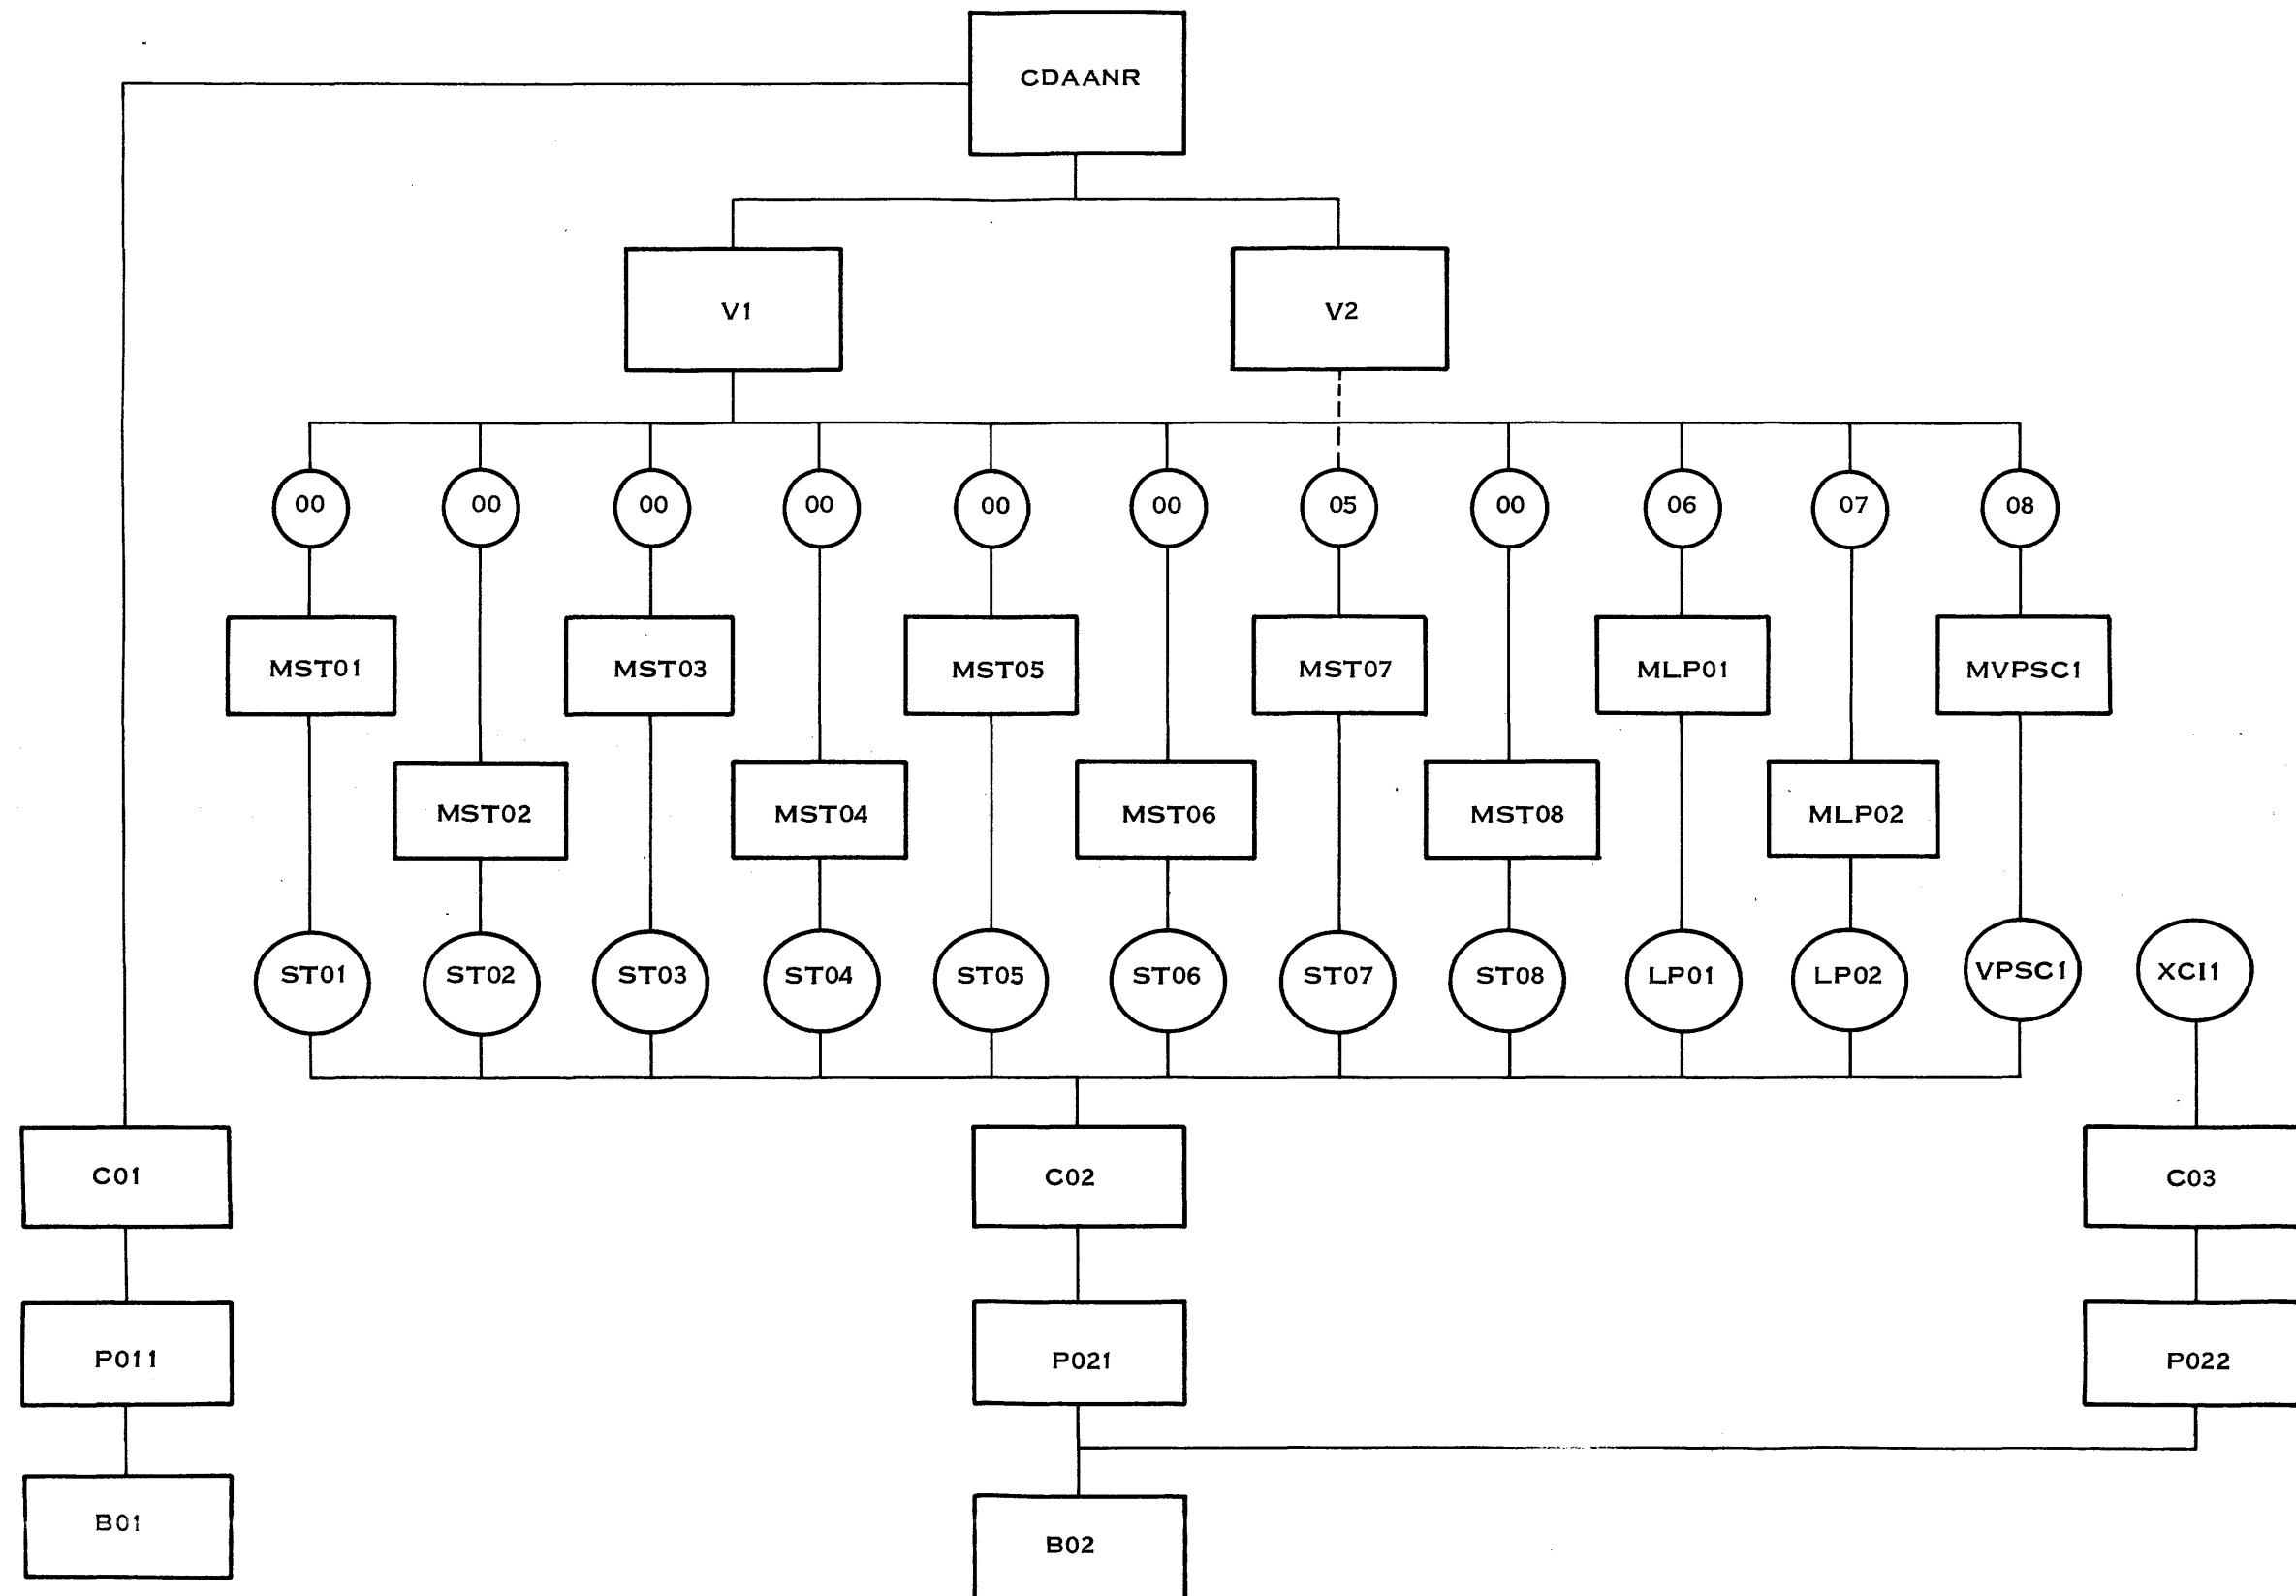 CDAANR
V1 V2
00 00 00 00 00 00 05 00 06 07 08
MST01 MST03 MST05 MST07 MLP01 MVPSC1
MST02 MST04 MST06 MST08 MLP02
ST01 ST02 ST03 ST04 ST05 ST06 ST07 ST08 LP01 LP02 VPSC1 XCI1
C01 C02 C03
P011 P021 P022
B01 B02